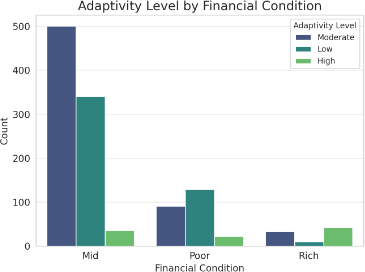 Adaptivity Level by Financial Condition
Adaptivity Level
Moderate
Low
High
500
400
300
200
100
0
Count
Mid Poor Rich
Financial Condition